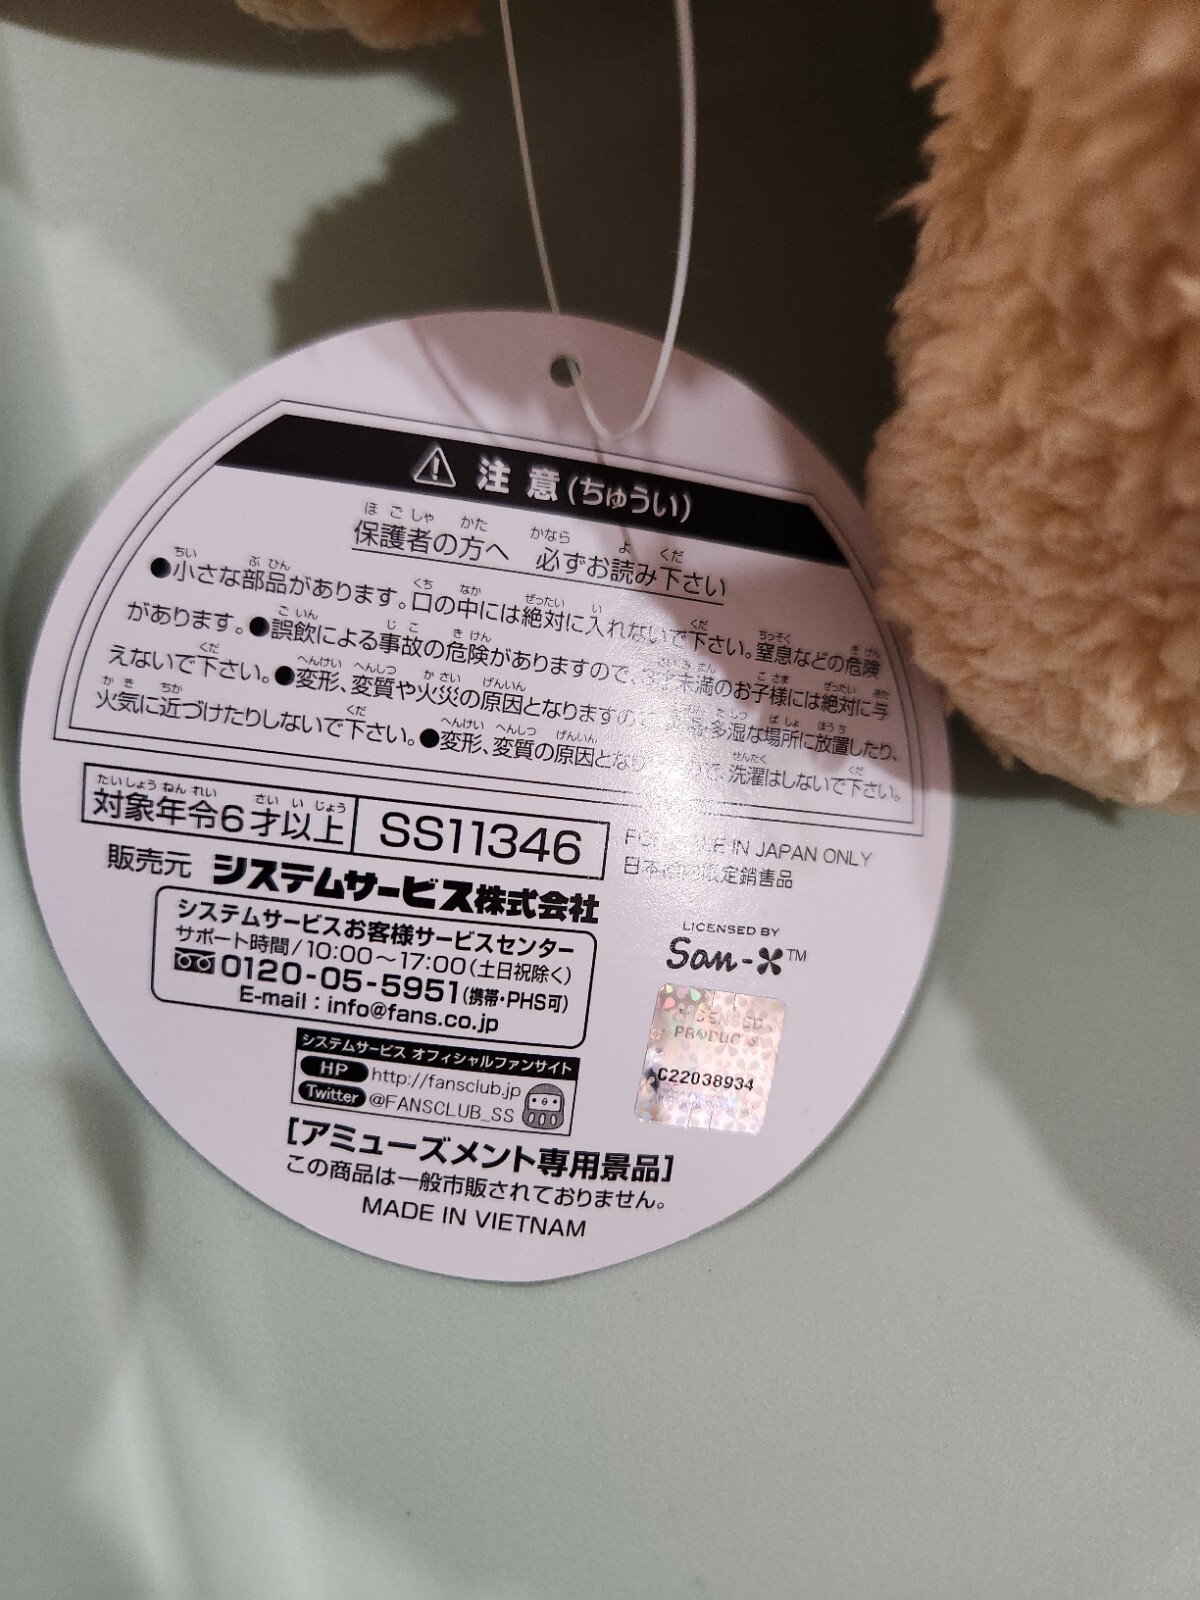 ⚠ 注意(ちゅうい)
保護者の方へ 必ずお読み下さい
●小さな部品があります。口の中には絶対に入れないで下さい。窒息などの危険
があります。●誤飲による事故の危険がありますので、未満のお子様には絶対に与
えないで下さい。●変形、変質や火災の原因となりますの 多湿な場所に放置したり、
火気に近づけたりしないで下さい。●変形、変質の原因となり で、洗濯はしないで下さい。
対象年令6才以上 SS11346
FOR SALE IN JAPAN ONLY
日本国内限定銷售品
販売元 システムサービス株式会社
システムサービスお客様サービスセンター
サポート時間/10:00~17:00(土日祝除く)
0120-05-5951(携帯・PHS可)
E-mail : info@fans.co.jp
LICENSED BY
San-X™
LICENSED
PRODUCTS
C22038934
システムサービス オフィシャルファンサイト
HP http://fansclub.jp
Twitter @FANSCLUB_SS
[アミューズメント専用景品]
この商品は一般市販されておりません。
MADE IN VIETNAM